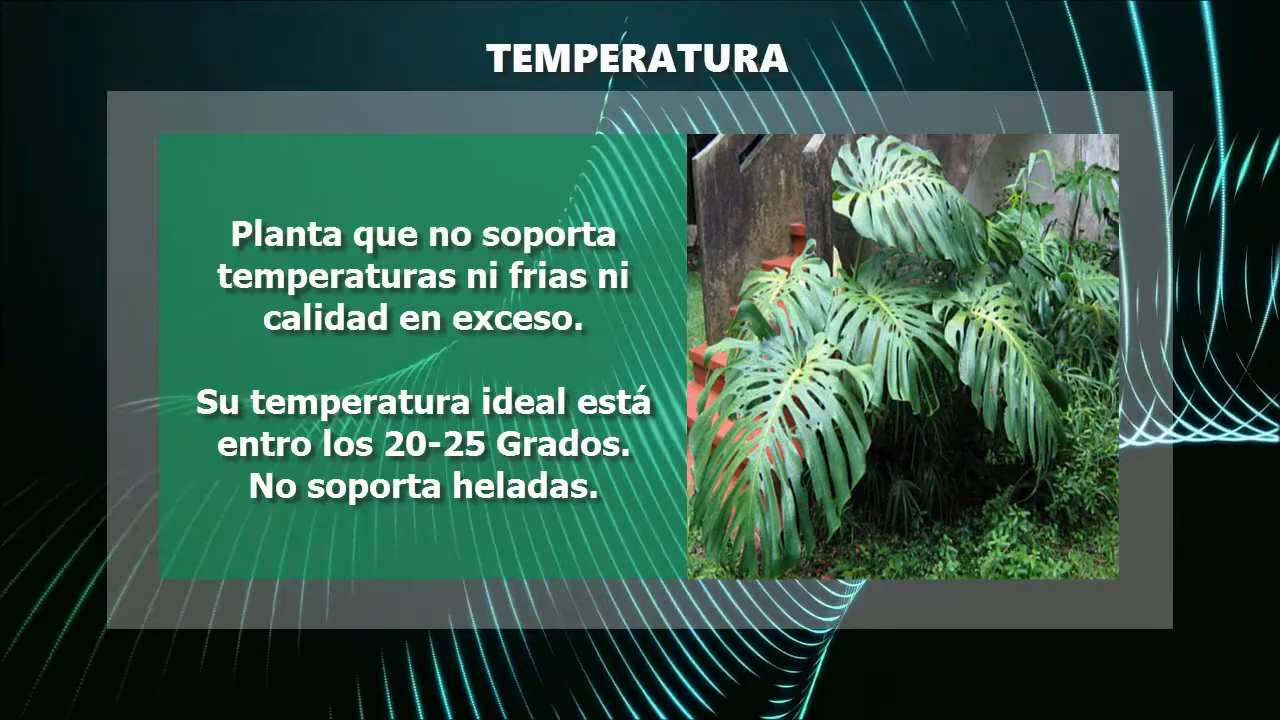 TEMPERATURA
Planta que no soporta
temperaturas ni frias ni
calidad en exceso.
Su temperatura ideal está
entro los 20-25 Grados.
No soporta heladas.